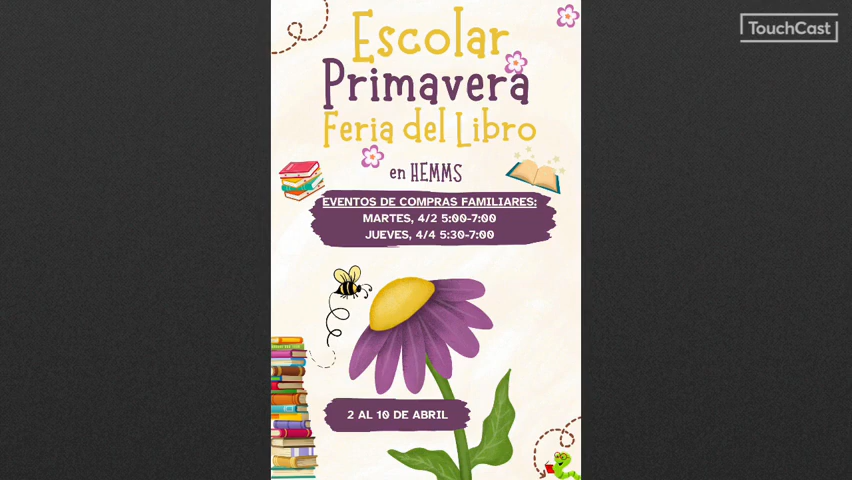 TouchCast
Escolar
Primavera
Feria del Libro
en HEMMS
EVENTOS DE COMPRAS FAMILIARES:
MARTES, 4/2 5:00-7:00
JUEVES, 4/4 5:30-7:00
2 AL 10 DE ABRIL